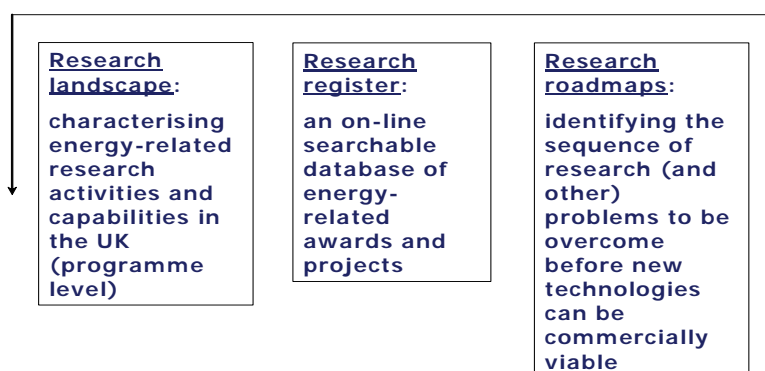 Research
landscape:
characterising
energy-related
research
activities and
capabilities in
the UK
(programme
level)
Research
register:
an on-line
searchable
database of
energy-
related
awards and
projects
Research
roadmaps:
identifying the
sequence of
research (and
other)
problems to be
overcome
before new
technologies
can be
commercially
viable